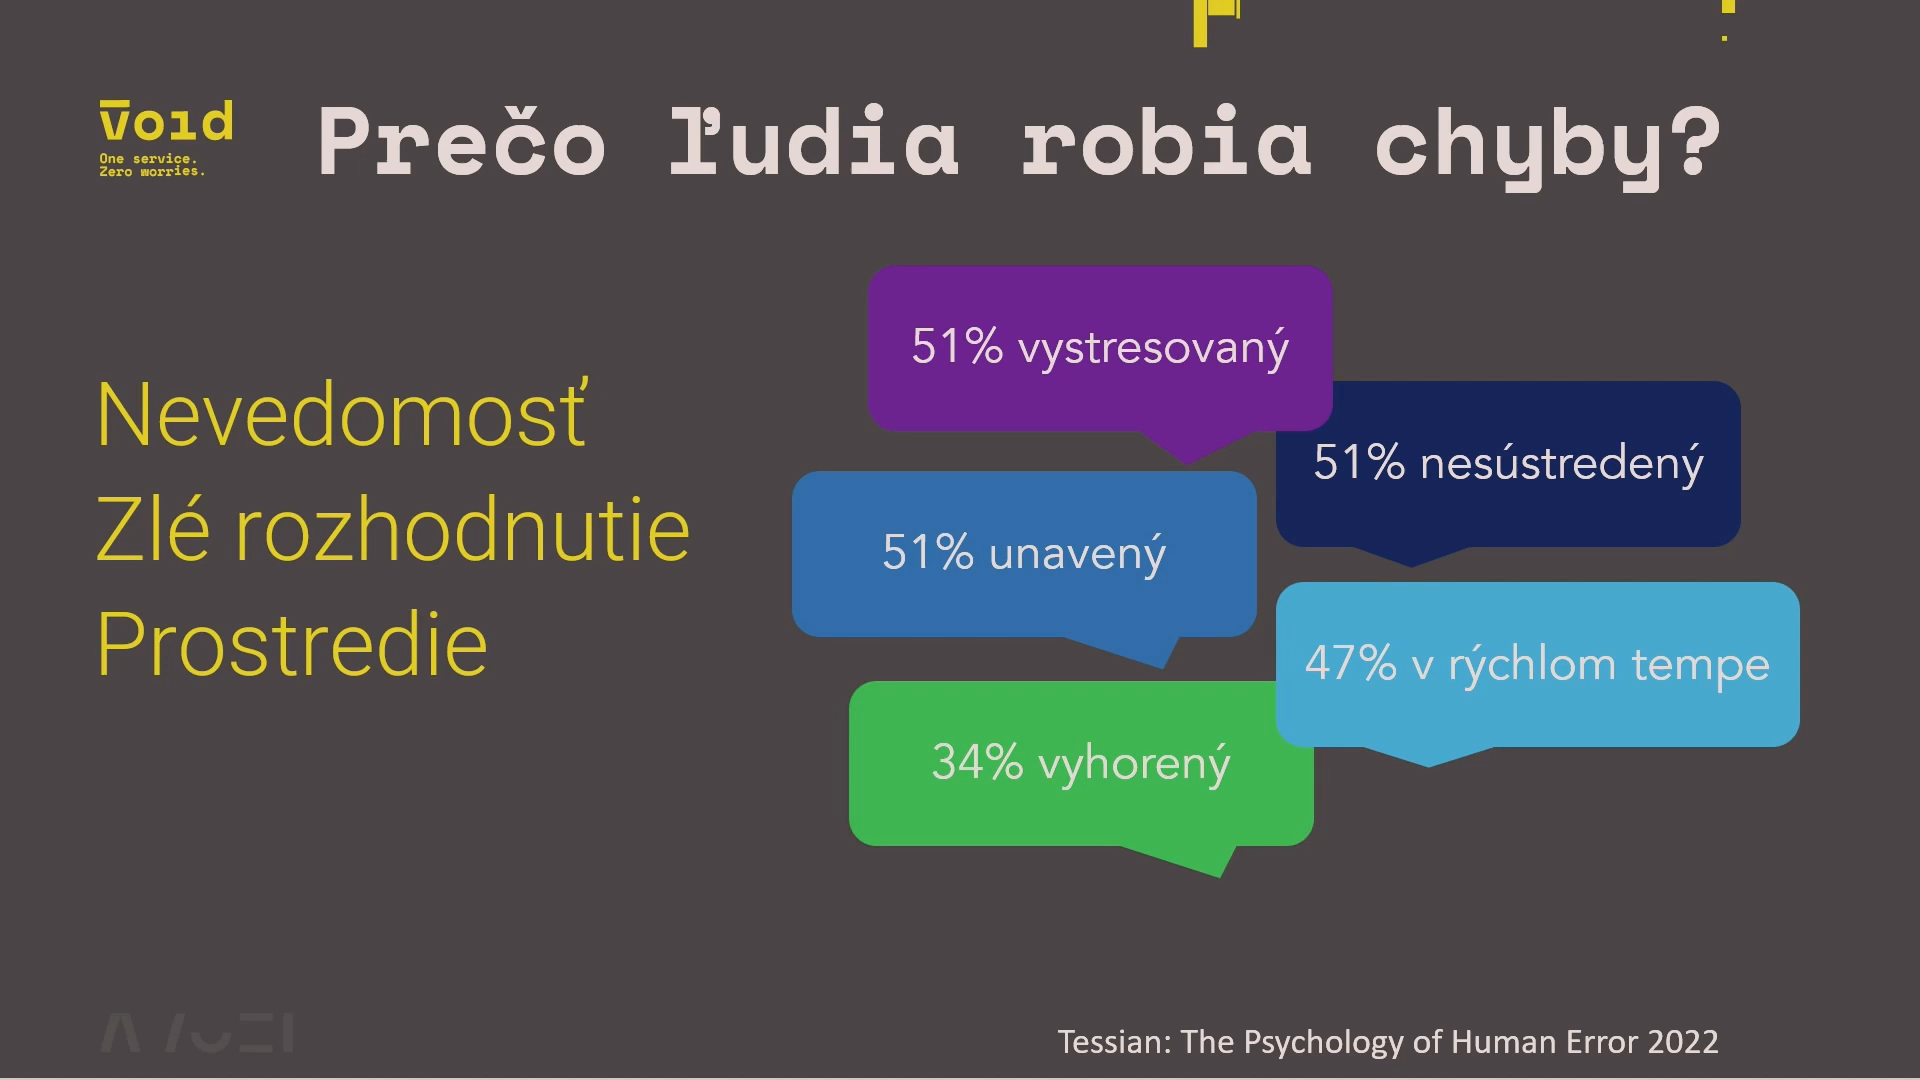 void
One service.
Zero worries.
Prečo ľudia robia chyby?
Nevedomosť
Zlé rozhodnutie
Prostredie
51% vystresovaný
51% nesústredený
51% unavený
47% v rýchlom tempe
34% vyhorený
Tessian: The Psychology of Human Error 2022